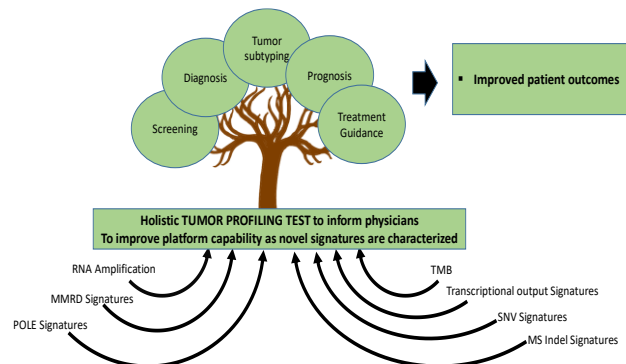 Tumor
subtyping
Diagnosis
Prognosis
Screening
Treatment
Guidance
▪ Improved patient outcomes
Holistic TUMOR PROFILING TEST to inform physicians
To improve platform capability as novel signatures are characterized
RNA Amplification
MMRD Signatures
POLE Signatures
TMB
Transcriptional output Signatures
SNV Signatures
MS Indel Signatures